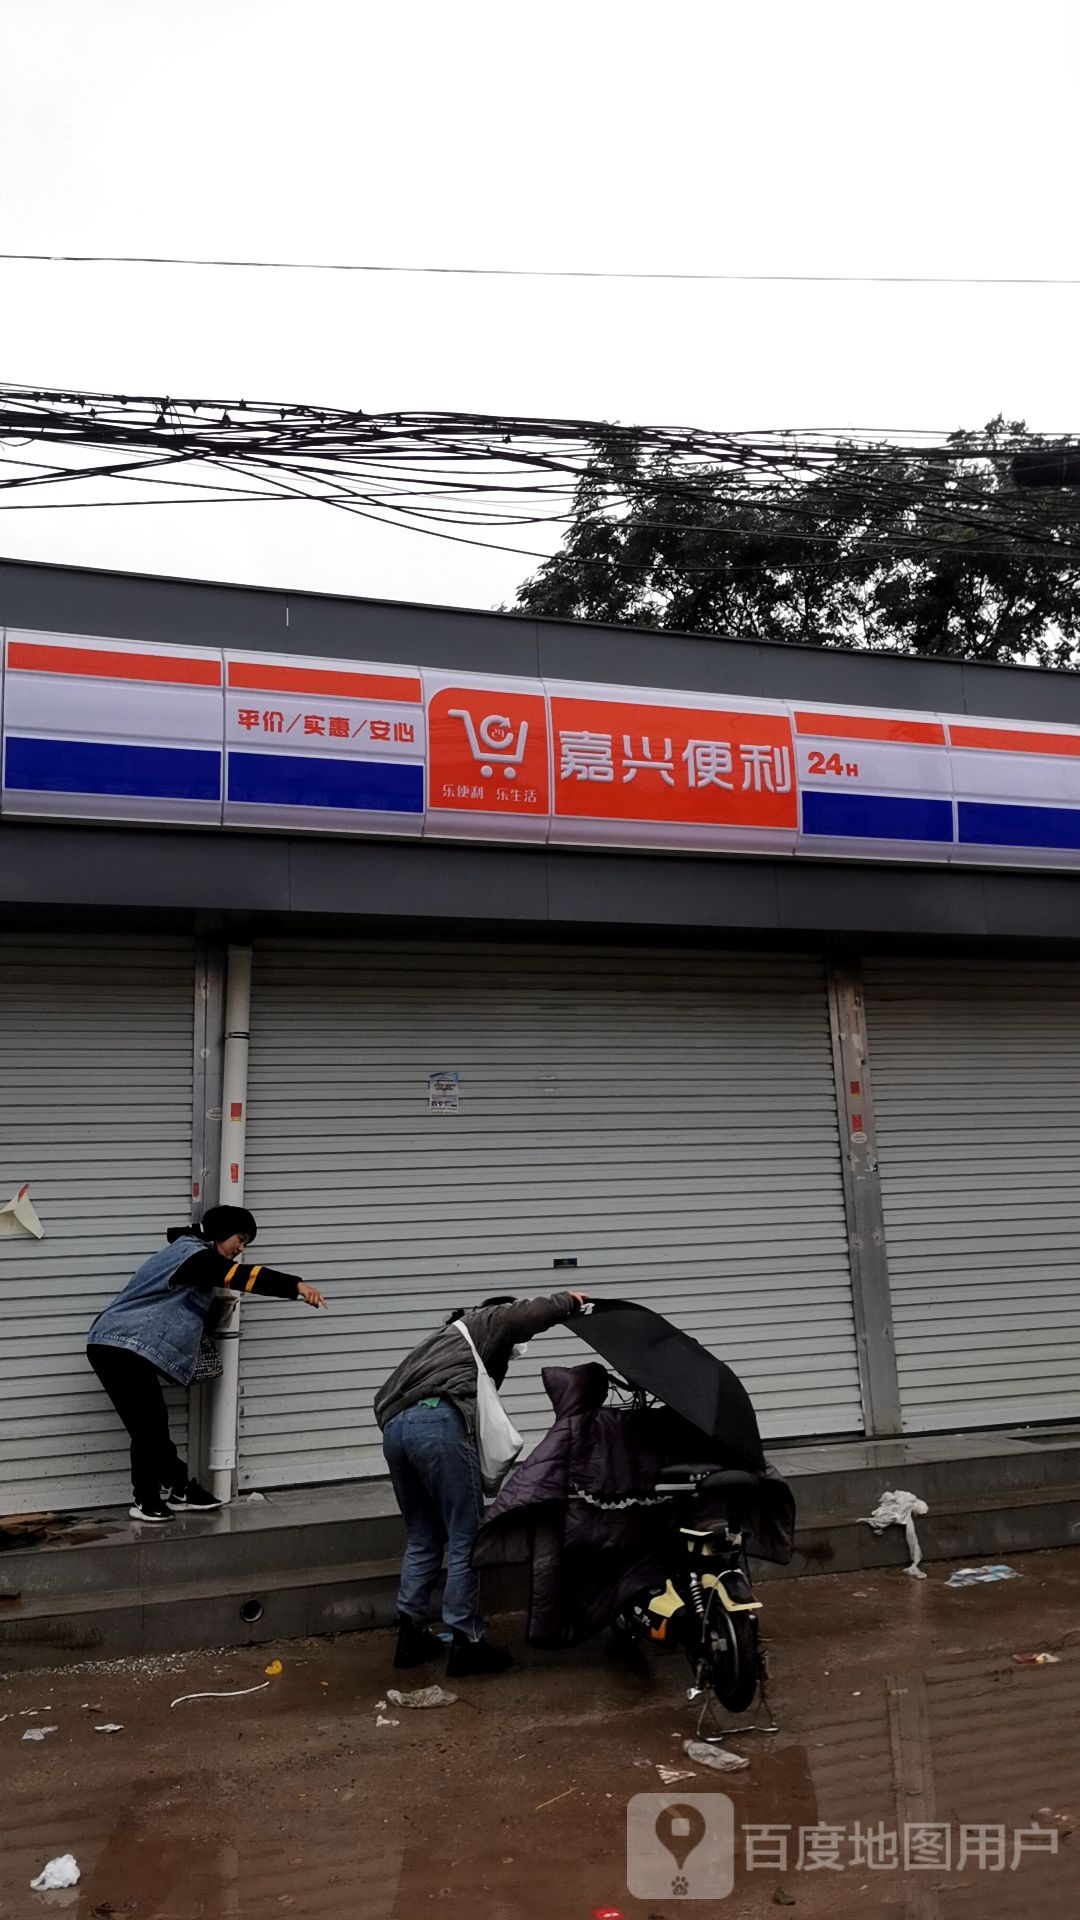 平价/实惠/安心
24
乐便利 乐生活
嘉兴便利
24H
百度地图用户